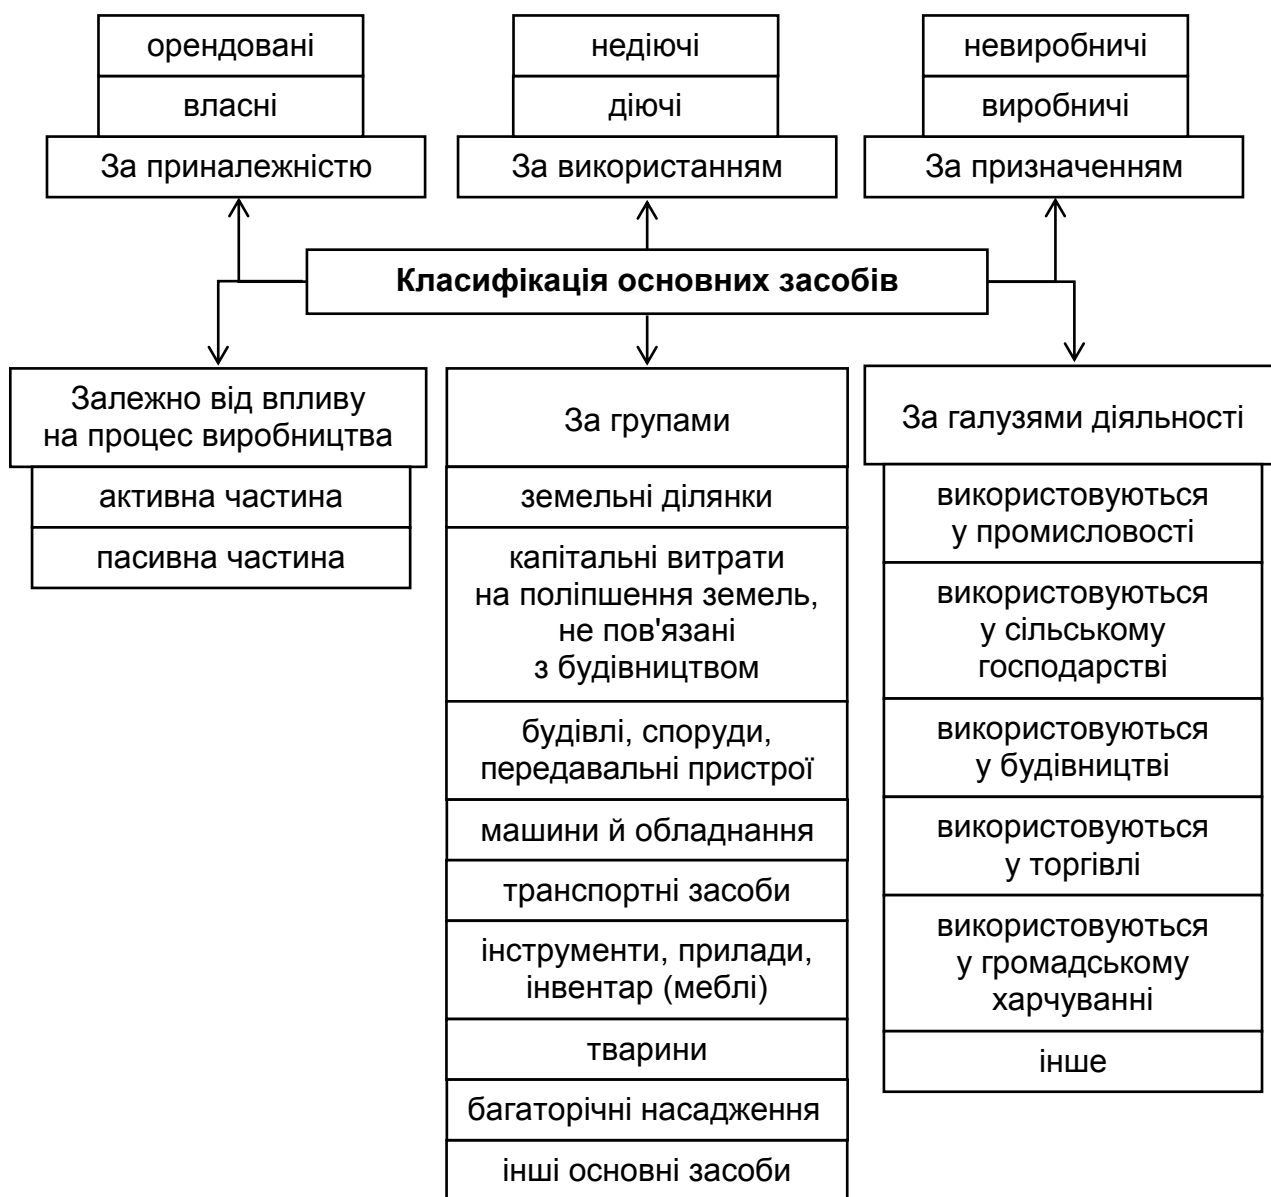 орендовані
власні
За приналежністю
недіючі
діючі
За використанням
невиробничі
виробничі
За призначенням
Класифікація основних засобів
Залежно від впливу
на процес виробництва
активна частина
пасивна частина
За групами
земельні ділянки
капітальні витрати
на поліпшення земель,
не пов'язані
з будівництвом
будівлі, споруди,
передавальні пристрої
машини й обладнання
транспортні засоби
інструменти, прилади,
інвентар (меблі)
тварини
багаторічні насадження
інші основні засоби
За галузями діяльності
використовуються
у промисловості
використовуються
у сільському
господарстві
використовуються
у будівництві
використовуються
у торгівлі
використовуються
у громадському
харчуванні
інше